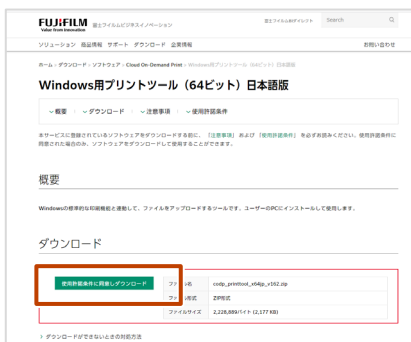 FUJIFILM
Value from Innovation
富士フイルムビジネスイノベーション
富士フイルムBIダイレクト
Search
ソリューション 商品情報 サポート ダウンロード 企業情報
お問い合わせ
ホーム > ダウンロード > ソフトウェア > Cloud On-Demand Print > Windows用プリントツール（64ビット）日本語版
Windows用プリントツール（64ビット）日本語版
概要 ダウンロード 注意事項 使用許諾条件
本サービスに登録されているソフトウェアをダウンロードする前に、「注意事項」 および 「使用許諾条件」 を必ずお読みください。使用許諾条件に
同意された場合のみ、ソフトウェアをダウンロードして使用することができます。
概要
Windowsの標準的な印刷機能と連動して、ファイルをアップロードするツールです。ユーザーのPCにインストールして使用します。
ダウンロード
使用許諾条件に同意しダウンロード
ファイル名 codp_printtool_x64jp_v162.zip
ファイル形式 ZIP形式
ファイルサイズ 2,228,889バイト (2,177 KB)
> ダウンロードができないときの対処方法